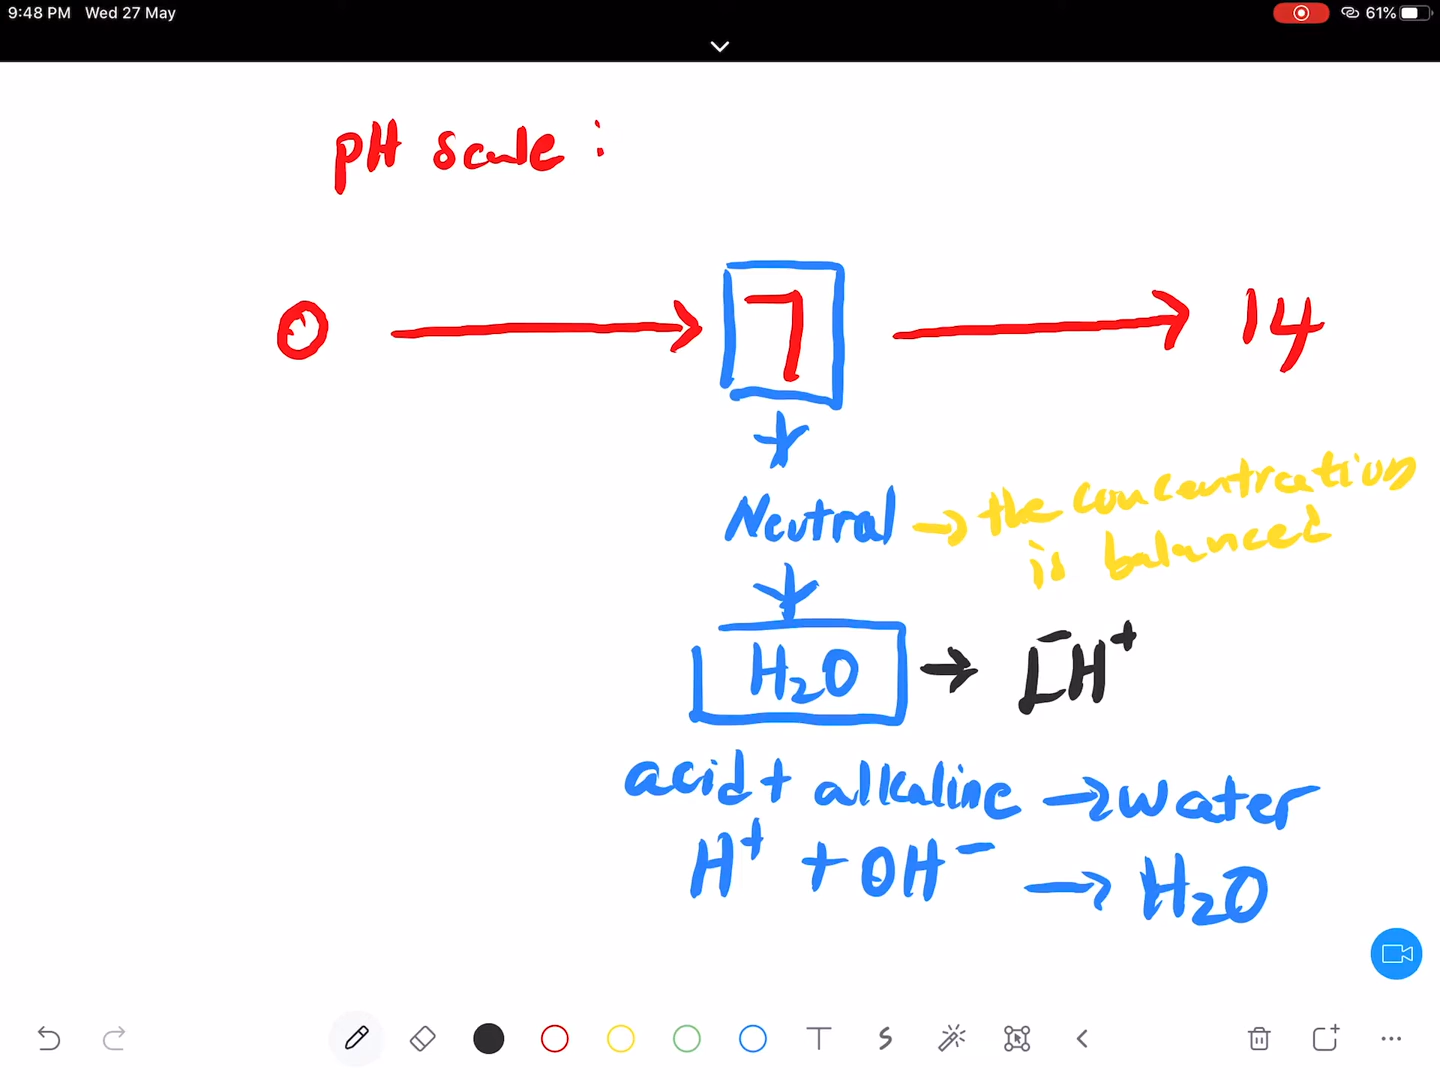 9:48 PM Wed 27 May 61%
pH scale :
0 → 7 → 14
Neutral → the concentration
is balanced
H₂O → [H⁺
acid + alkaline → water
H⁺ + OH⁻ → H₂O
T